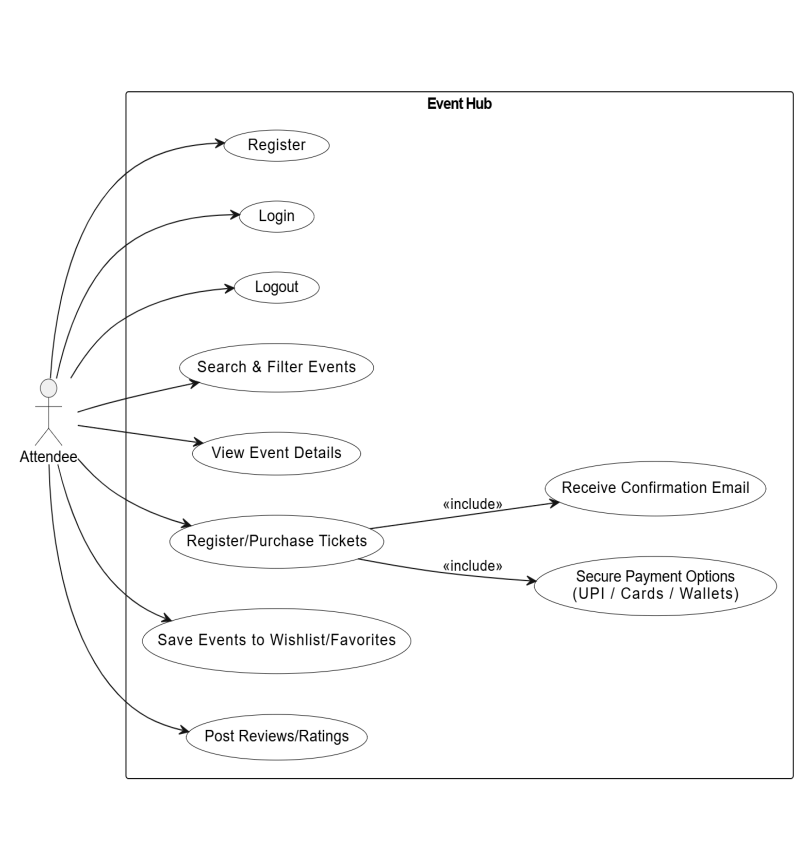 Event Hub
Register
Login
Logout
Search & Filter Events
View Event Details
Attendee
Receive Confirmation Email
«include»
Register/Purchase Tickets
«include»
Secure Payment Options
(UPI / Cards / Wallets)
Save Events to Wishlist/Favorites
Post Reviews/Ratings